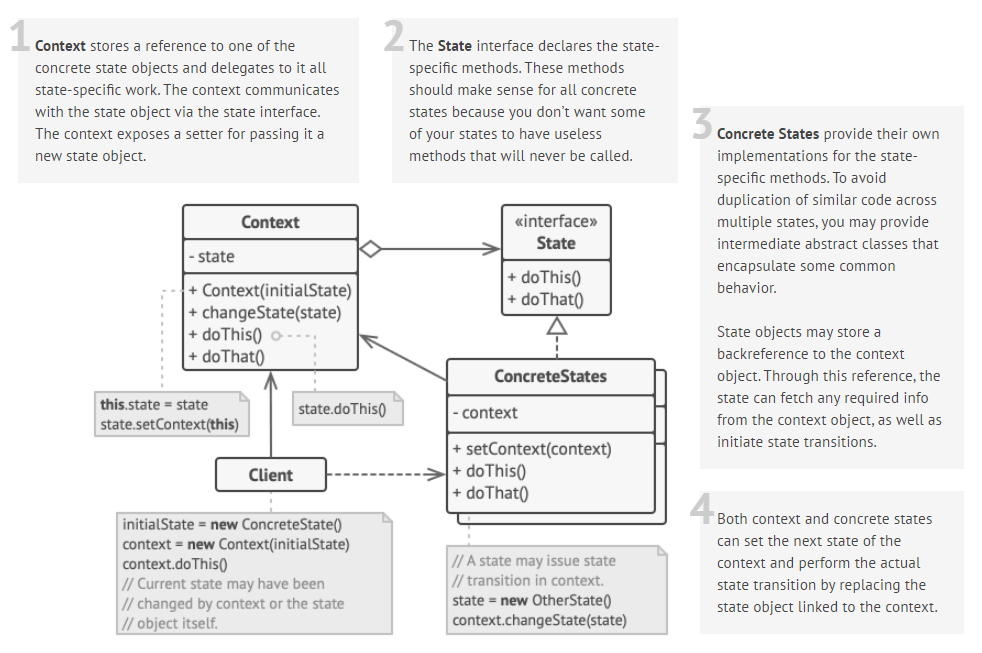 1
Context stores a reference to one of the
concrete state objects and delegates to it all
state-specific work. The context communicates
with the state object via the state interface.
The context exposes a setter for passing it a
new state object.
2
The State interface declares the state-
specific methods. These methods
should make sense for all concrete
states because you don't want some
of your states to have useless
methods that will never be called.
3
Concrete States provide their own
implementations for the state-
specific methods. To avoid
duplication of similar code across
multiple states, you may provide
intermediate abstract classes that
encapsulate some common
behavior.
State objects may store a
backreference to the context
object. Through this reference, the
state can fetch any required info
from the context object, as well as
initiate state transitions.
4
Both context and concrete states
can set the next state of the
context and perform the actual
state transition by replacing the
state object linked to the context.
Context
- state
+ Context(initialState)
+ changeState(state)
+ doThis()
+ doThat()
«interface»
State
+ doThis()
+ doThat()
this.state = state
state.setContext(this)
state.doThis()
ConcreteStates
- context
+ setContext(context)
+ doThis()
+ doThat()
Client
initialState = new ConcreteState()
context = new Context(initialState)
context.doThis()
// Current state may have been
// changed by context or the state
// object itself.
// A state may issue state
// transition in context.
state = new OtherState()
context.changeState(state)